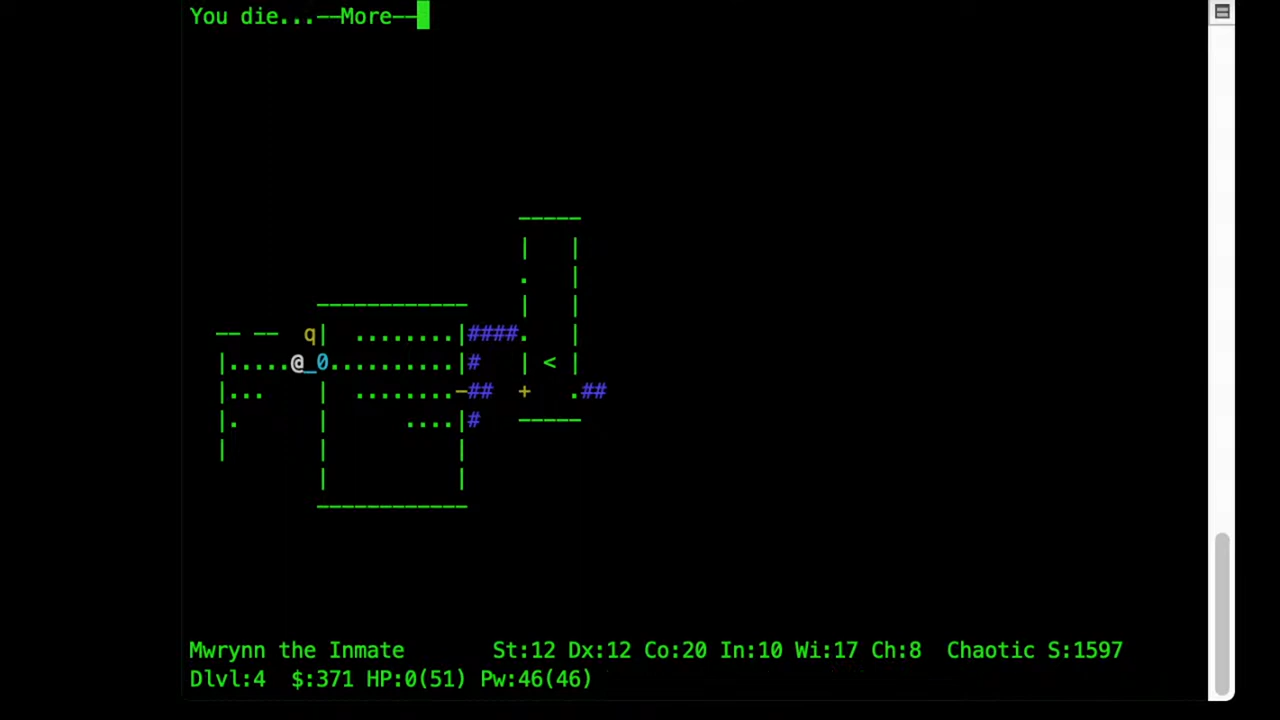 You die...--More--
-----
|   |
.   |
------------    |   |
-- --  q|  ........|####.   |
|.....@_0..........|#   | < |
|...    |  ........-##  +   .##
|.      |      ....|#   -----
|       |          |
|          |
------------
Mwrynn the Inmate       St:12 Dx:12 Co:20 In:10 Wi:17 Ch:8  Chaotic S:1597
Dlvl:4  $:371 HP:0(51) Pw:46(46)